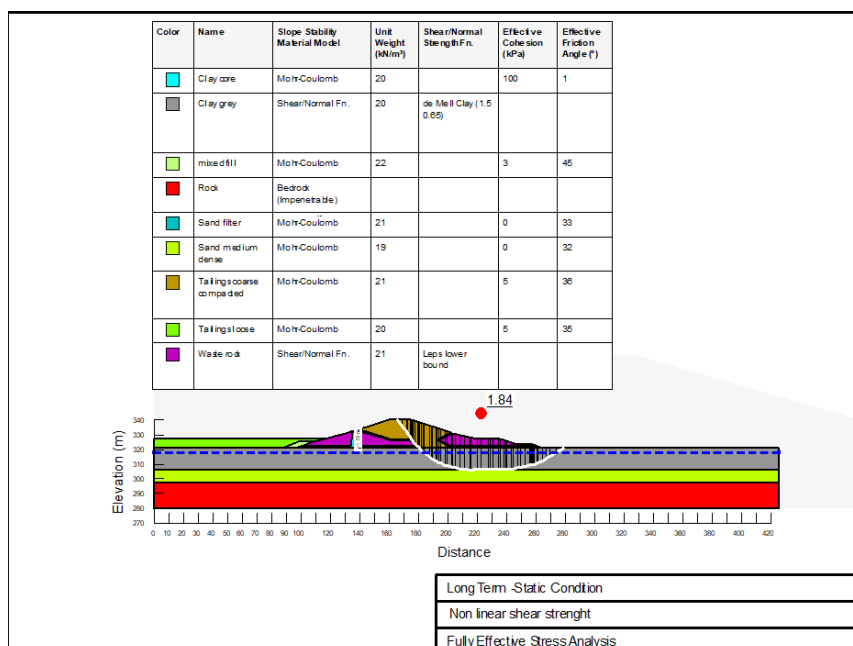 Color Name Slope Stability Material Model Unit Weight (kN/m³) Shear/Normal Strength Fn. Effective Cohesion (kPa) Effective Friction Angle (°)
Clay core Mohr-Coulomb 20 100 1
Clay grey Shear/Normal Fn. 20 de Mell Clay (1.5 0.65)
mixed fill Mohr-Coulomb 22 3 45
Rock Bedrock (Impenetrable)
Sand filter Mohr-Coulomb 21 0 33
Sand medium dense Mohr-Coulomb 19 0 32
Tailings coarse compacted Mohr-Coulomb 21 5 36
Tailings loose Mohr-Coulomb 20 5 35
Waste rock Shear/Normal Fn. 21 Leps lower bound
1.84
Elevation (m)
340
330
320
310
300
290
280
270
0 10 20 30 40 50 60 70 80 90 100 120 140 160 180 200 220 240 260 280 300 320 340 360 380 400 420
Distance
Long Term -Static Condition
Non linear shear strenght
Fully Effective Stress Analysis